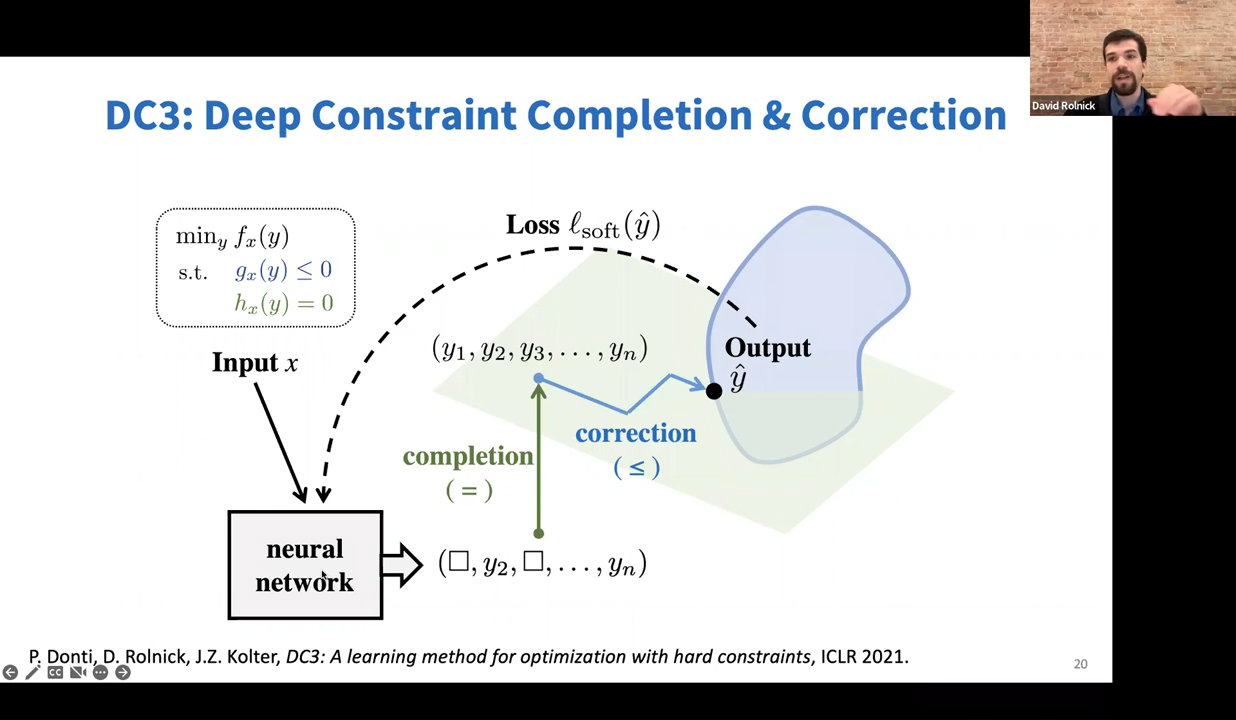 David Rolnick
DC3: Deep Constraint Completion & Correction
min_y f_x(y)
s.t. g_x(y) ≤ 0
h_x(y) = 0
Loss ℓ_soft(ŷ)
Input x
(y_1, y_2, y_3, . . . , y_n)
Output
ŷ
correction
( ≤ )
completion
( = )
neural
network
(□, y_2, □, . . . , y_n)
P. Donti, D. Rolnick, J.Z. Kolter, DC3: A learning method for optimization with hard constraints, ICLR 2021.
CC
20